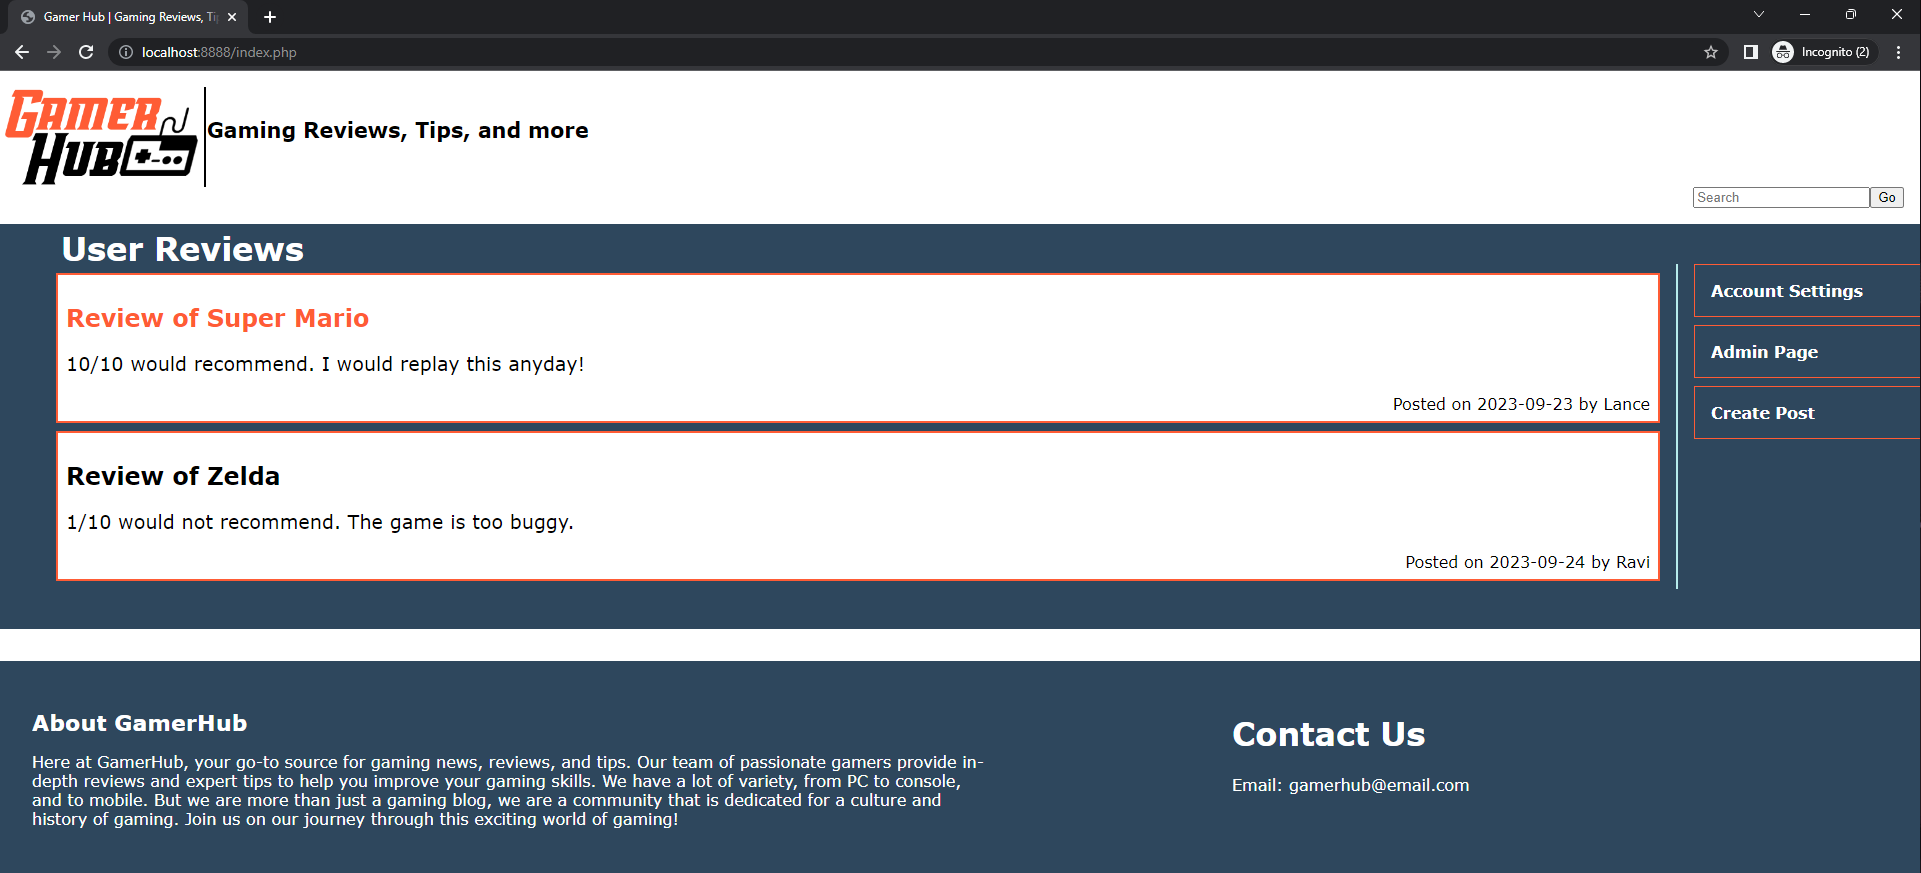 Gamer Hub | Gaming Reviews, Ti
localhost:8888/index.php
Incognito (2)
GAMER
HUB
Gaming Reviews, Tips, and more
Search
Go
User Reviews
Review of Super Mario
10/10 would recommend. I would replay this anyday!
Posted on 2023-09-23 by Lance
Review of Zelda
1/10 would not recommend. The game is too buggy.
Posted on 2023-09-24 by Ravi
Account Settings
Admin Page
Create Post
About GamerHub
Here at GamerHub, your go-to source for gaming news, reviews, and tips. Our team of passionate gamers provide in-
depth reviews and expert tips to help you improve your gaming skills. We have a lot of variety, from PC to console,
and to mobile. But we are more than just a gaming blog, we are a community that is dedicated for a culture and
history of gaming. Join us on our journey through this exciting world of gaming!
Contact Us
Email: gamerhub@email.com